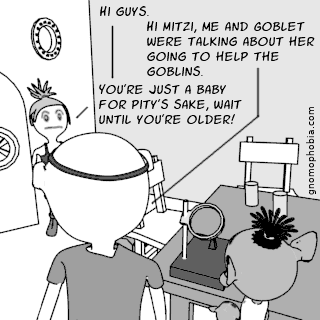 HI GUYS.
HI MITZI, ME AND GOBLET
WERE TALKING ABOUT HER
GOING TO HELP THE
GOBLINS.
YOU'RE JUST A BABY
FOR PITY'S SAKE, WAIT
UNTIL YOU'RE OLDER!
gnomophobia.com